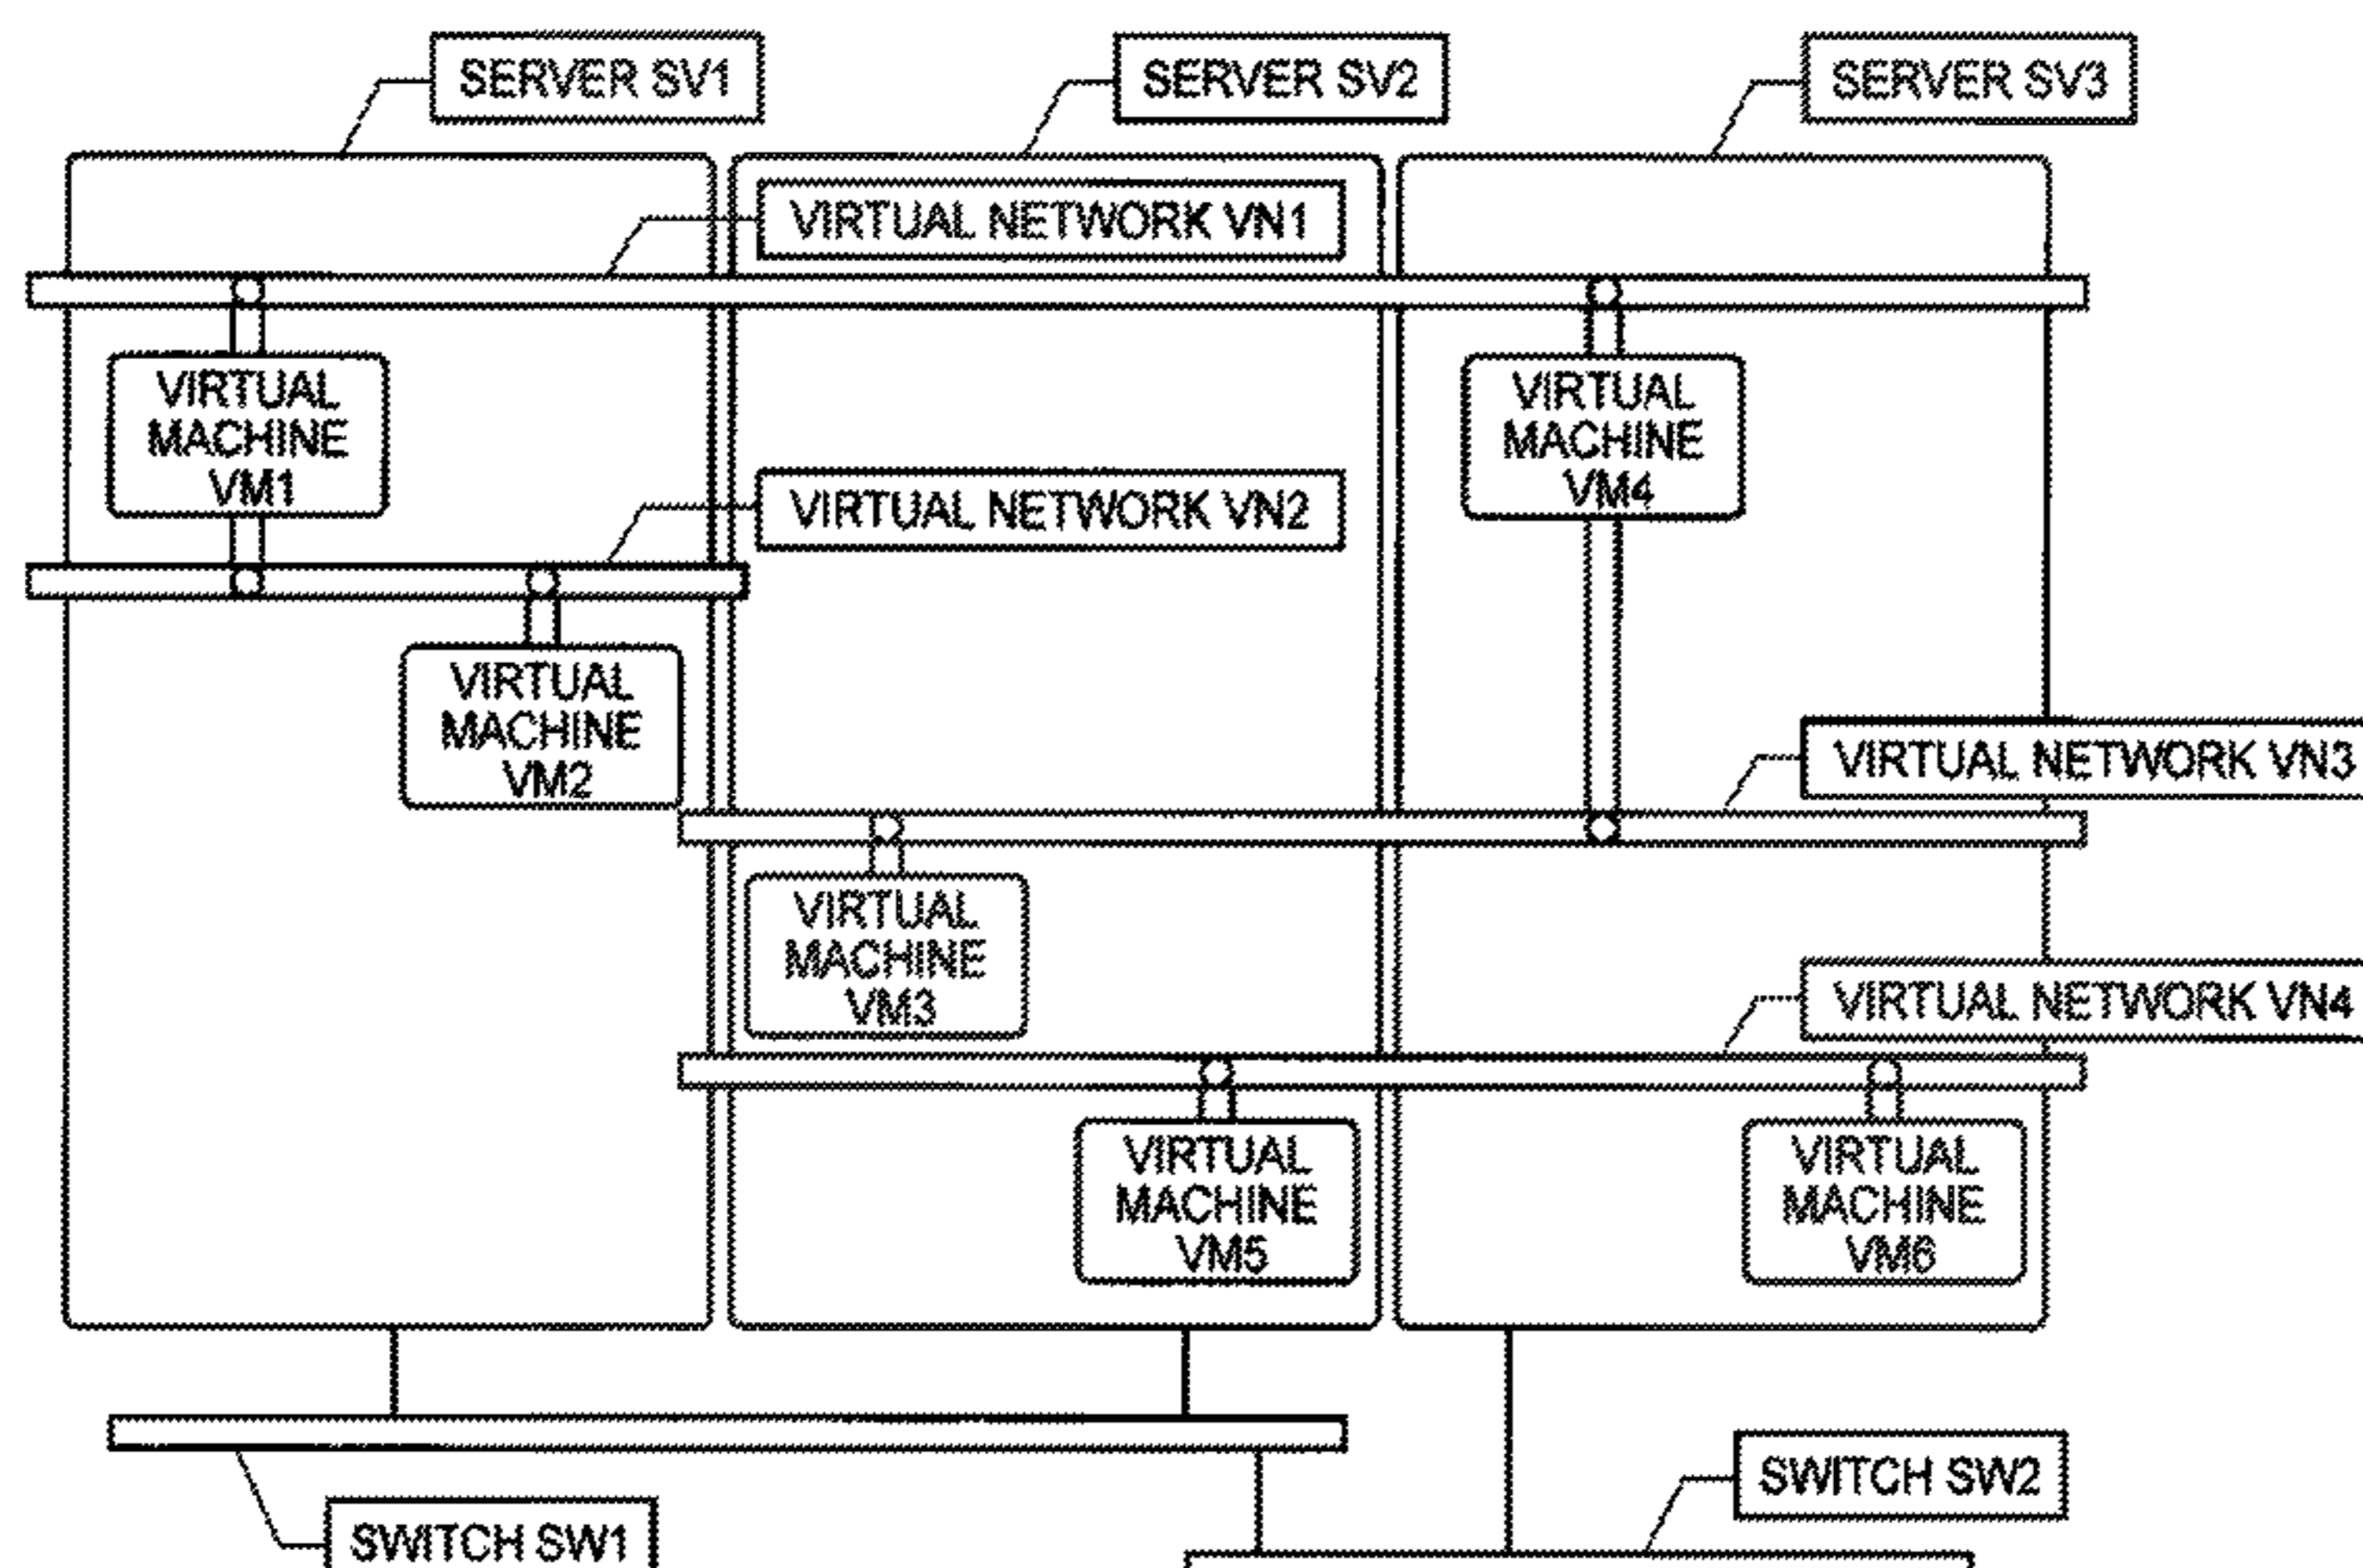 SERVER SV1
SERVER SV2
SERVER SV3
VIRTUAL NETWORK VN1
VIRTUAL
MACHINE
VM1
VIRTUAL
MACHINE
VM4
VIRTUAL NETWORK VN2
VIRTUAL
MACHINE
VM2
VIRTUAL NETWORK VN3
VIRTUAL
MACHINE
VM3
VIRTUAL NETWORK VN4
VIRTUAL
MACHINE
VM5
VIRTUAL
MACHINE
VM6
SWITCH SW2
SWITCH SW1